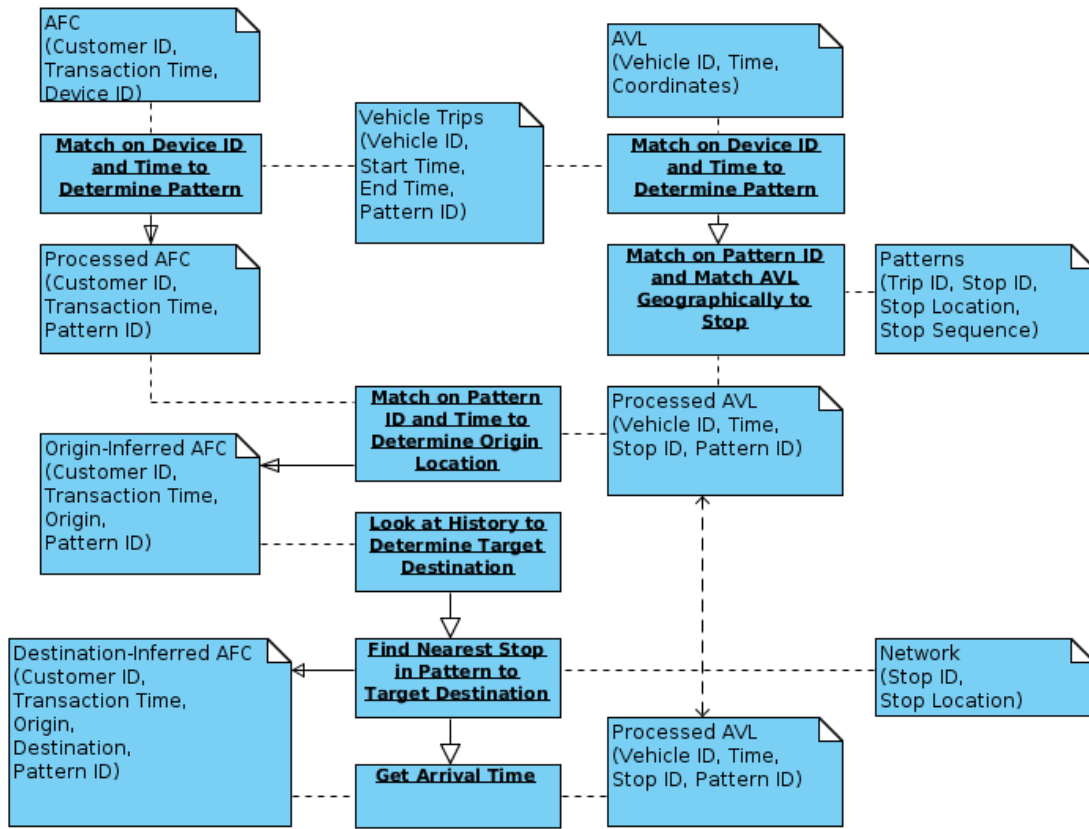 AFC
(Customer ID,
Transaction Time,
Device ID)
AVL
(Vehicle ID, Time,
Coordinates)
Vehicle Trips
(Vehicle ID,
Start Time,
End Time,
Pattern ID)
Match on Device ID
and Time to
Determine Pattern
Match on Device ID
and Time to
Determine Pattern
Processed AFC
(Customer ID,
Transaction Time,
Pattern ID)
Match on Pattern ID
and Match AVL
Geographically to
Stop
Patterns
(Trip ID, Stop ID,
Stop Location,
Stop Sequence)
Match on Pattern
ID and Time to
Determine Origin
Location
Processed AVL
(Vehicle ID, Time,
Stop ID, Pattern ID)
Origin-Inferred AFC
(Customer ID,
Transaction Time,
Origin,
Pattern ID)
Look at History to
Determine Target
Destination
Destination-Inferred AFC
(Customer ID,
Transaction Time,
Origin,
Destination,
Pattern ID)
Find Nearest Stop
in Pattern to
Target Destination
Network
(Stop ID,
Stop Location)
Processed AVL
(Vehicle ID, Time,
Stop ID, Pattern ID)
Get Arrival Time